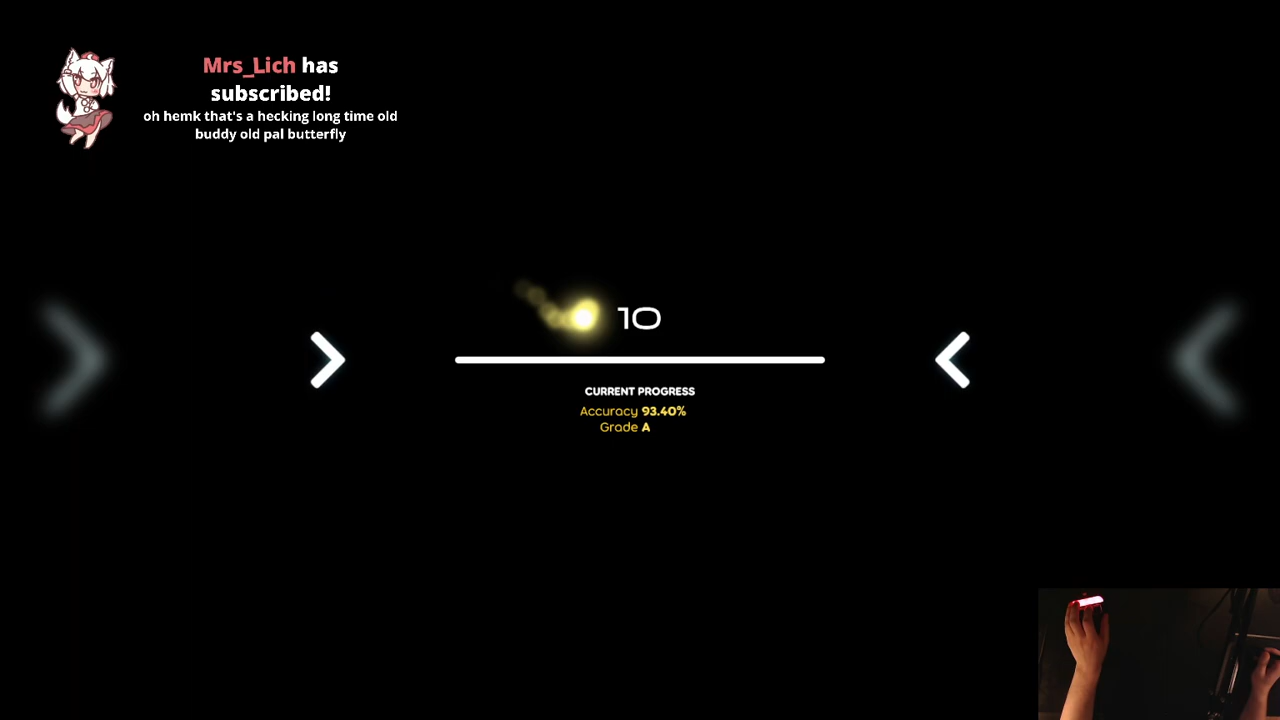 Mrs_Lich has
subscribed!
oh hemk that's a hecking long time old
buddy old pal butterfly
10
CURRENT PROGRESS
Accuracy 93.40%
Grade A